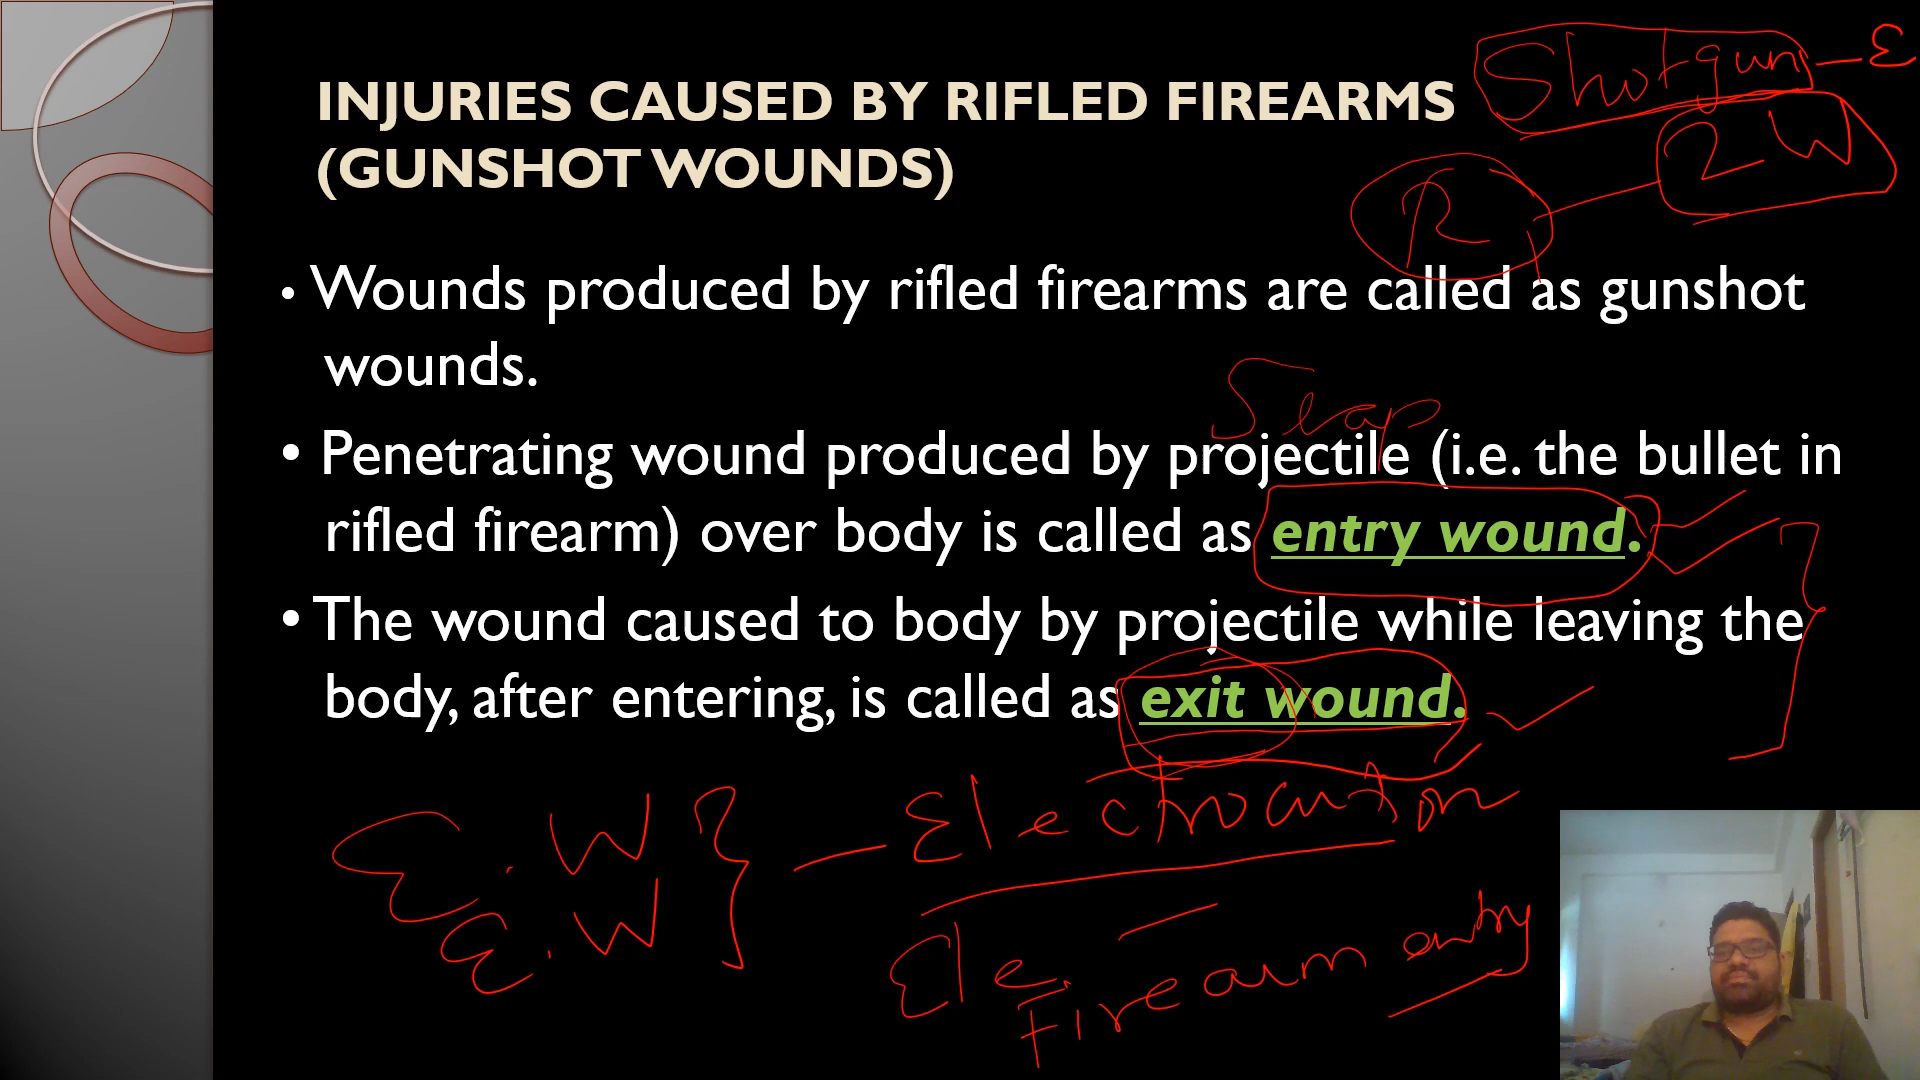 Shotgun - E
INJURIES CAUSED BY RIFLED FIREARMS
(GUNSHOT WOUNDS)
R - 2 W
• Wounds produced by rifled firearms are called as gunshot
wounds.
• Penetrating wound produced by projectile (i.e. the bullet in
rifled firearm) over body is called as entry wound.
• The wound caused to body by projectile while leaving the
body, after entering, is called as exit wound.
E.W } - Electrocution
E.W
Ele
Firearm entry